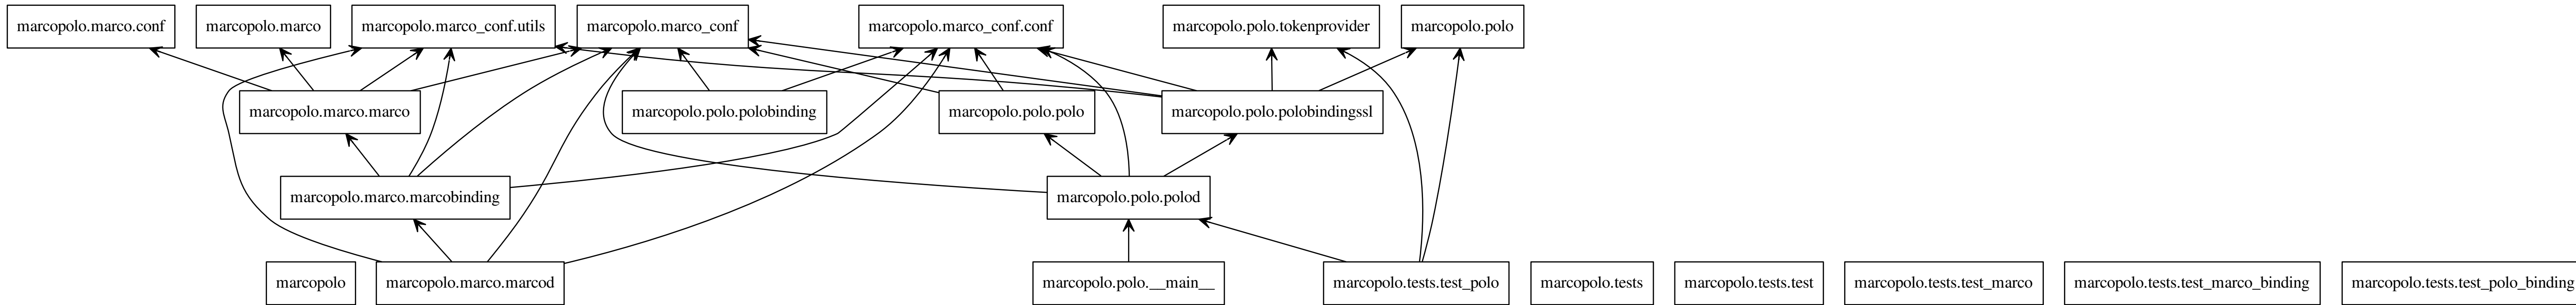 marcopolo.marco.conf
marcopolo.marco
marcopolo.marco_conf.utils
marcopolo.marco_conf
marcopolo.marco_conf.conf
marcopolo.polo.tokenprovider
marcopolo.polo
marcopolo.marco.marco
marcopolo.polo.polobinding
marcopolo.polo.polo
marcopolo.polo.polobindingssl
marcopolo.marco.marcobinding
marcopolo.polo.polod
marcopolo
marcopolo.marco.marcod
marcopolo.polo.__main__
marcopolo.tests.test_polo
marcopolo.tests
marcopolo.tests.test
marcopolo.tests.test_marco
marcopolo.tests.test_marco_binding
marcopolo.tests.test_polo_binding